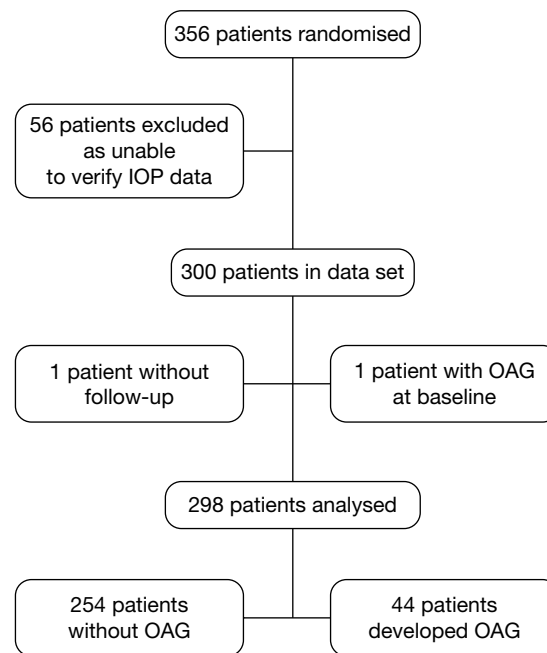 356 patients randomised
56 patients excluded
as unable
to verify IOP data
300 patients in data set
1 patient without
follow-up
1 patient with OAG
at baseline
298 patients analysed
254 patients
without OAG
44 patients
developed OAG